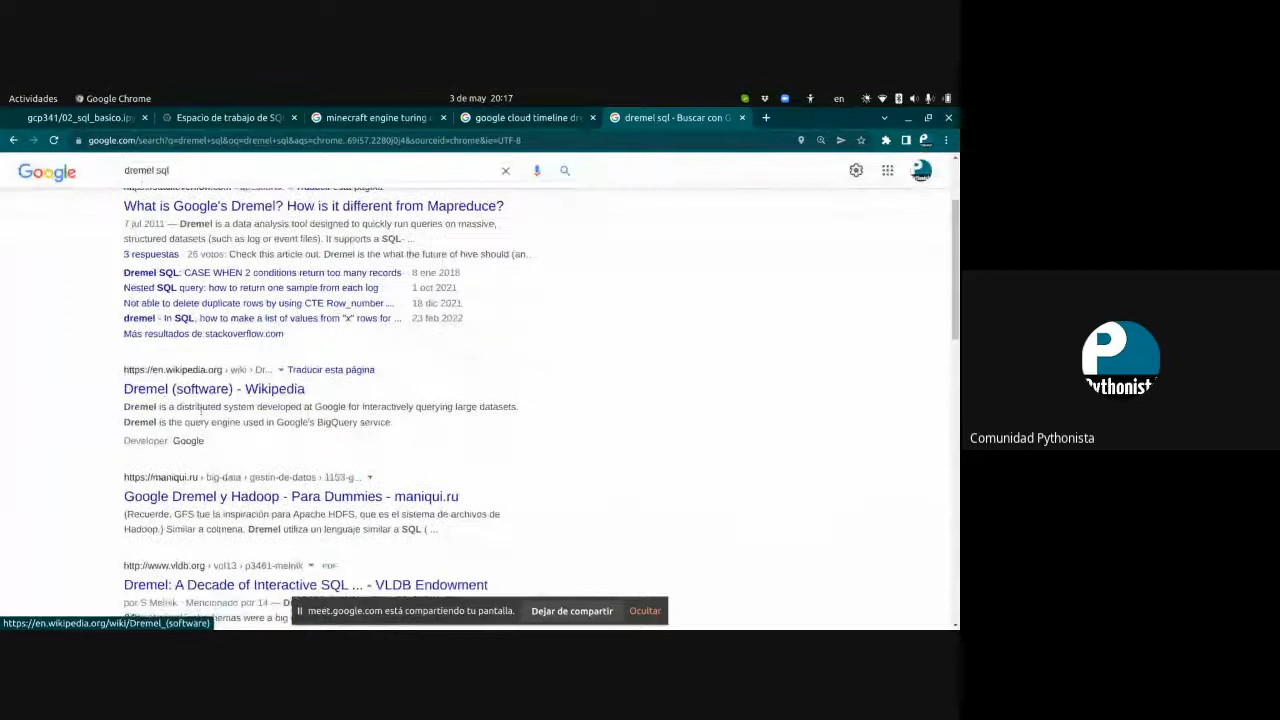 Actividades
Google Chrome
3 de may 20:17
en
gcp341/02_sql_basico.ipy
Espacio de trabajo de SQ
minecraft engine turing c
google cloud timeline dr
dremel sql - Buscar con G
google.com/search?q=dremel+sql&oq=dremel+sql&aqs=chrome..69i57.2280j0j4&sourceid=chrome&ie=UTF-8
Google
dremel sql
What is Google's Dremel? How is it different from Mapreduce?
7 jul 2011 — Dremel is a data analysis tool designed to quickly run queries on massive,
structured datasets (such as log or event files). It supports a SQL- ...
3 respuestas · 26 votos: Check this article out. Dremel is the what the future of hive should (an...
Dremel SQL: CASE WHEN 2 conditions return too many records 8 ene 2018
Nested SQL query: how to return one sample from each log 1 oct 2021
Not able to delete duplicate rows by using CTE Row_number ... 18 dic 2021
dremel - In SQL, how to make a list of values from "x" rows for ... 23 feb 2022
Más resultados de stackoverflow.com
https://en.wikipedia.org › wiki › Dr... Traducir esta página
Dremel (software) - Wikipedia
Dremel is a distributed system developed at Google for interactively querying large datasets.
Dremel is the query engine used in Google's BigQuery service.
Developer Google
https://maniqui.ru › big-data › gestin-de-datos › 1153-g...
Google Dremel y Hadoop - Para Dummies - maniqui.ru
(Recuerde, GFS fue la inspiración para Apache HDFS, que es el sistema de archivos de
Hadoop.) Similar a colmena, Dremel utiliza un lenguaje similar a SQL ( ...
http://www.vldb.org › vol13 › p3461-melnik PDF
Dremel: A Decade of Interactive SQL ... - VLDB Endowment
por S Melnik · Mencionado por 14 —
hemas were a big
meet.google.com está compartiendo tu pantalla.
Dejar de compartir
Ocultar
https://en.wikipedia.org/wiki/Dremel_(software)
Pythonist
Comunidad Pythonista